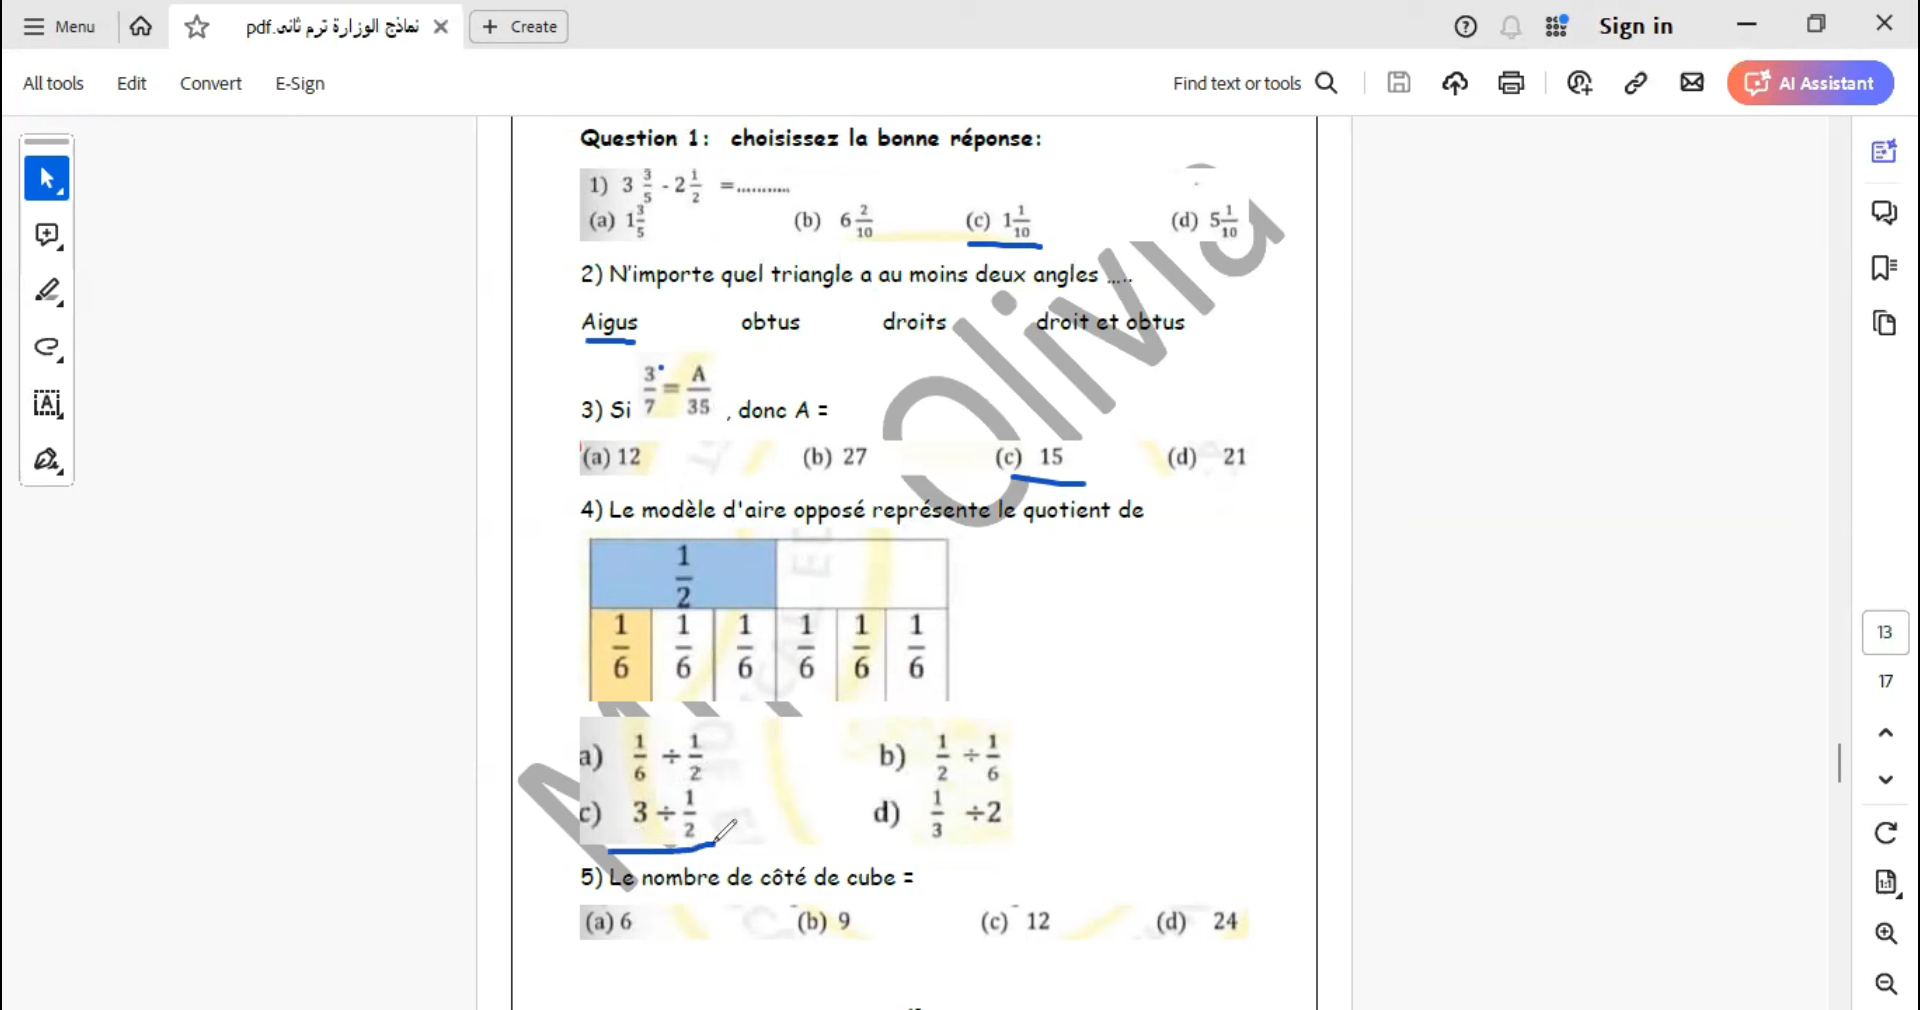 Menu
نماذج الوزارة ترم ثانى.pdf
Create
Sign in
All tools Edit Convert E-Sign
Find text or tools
AI Assistant
Question 1: choisissez la bonne réponse:
1) 3 3/5 - 2 1/2 =...........
(a) 1 3/5 (b) 6 2/10 (c) 1 1/10 (d) 5 1/10
2) N'importe quel triangle a au moins deux angles .....
Aigus obtus droits droit et obtus
3) Si 3/7 = A/35 , donc A =
(a) 12 (b) 27 (c) 15 (d) 21
4) Le modèle d'aire opposé représente le quotient de
1/2
1/6 1/6 1/6 1/6 1/6 1/6
a) 1/6 ÷ 1/2 b) 1/2 ÷ 1/6
c) 3 ÷ 1/2 d) 1/3 ÷2
5) Le nombre de côté de cube =
(a) 6 (b) 9 (c) 12 (d) 24
Olivia
13
17